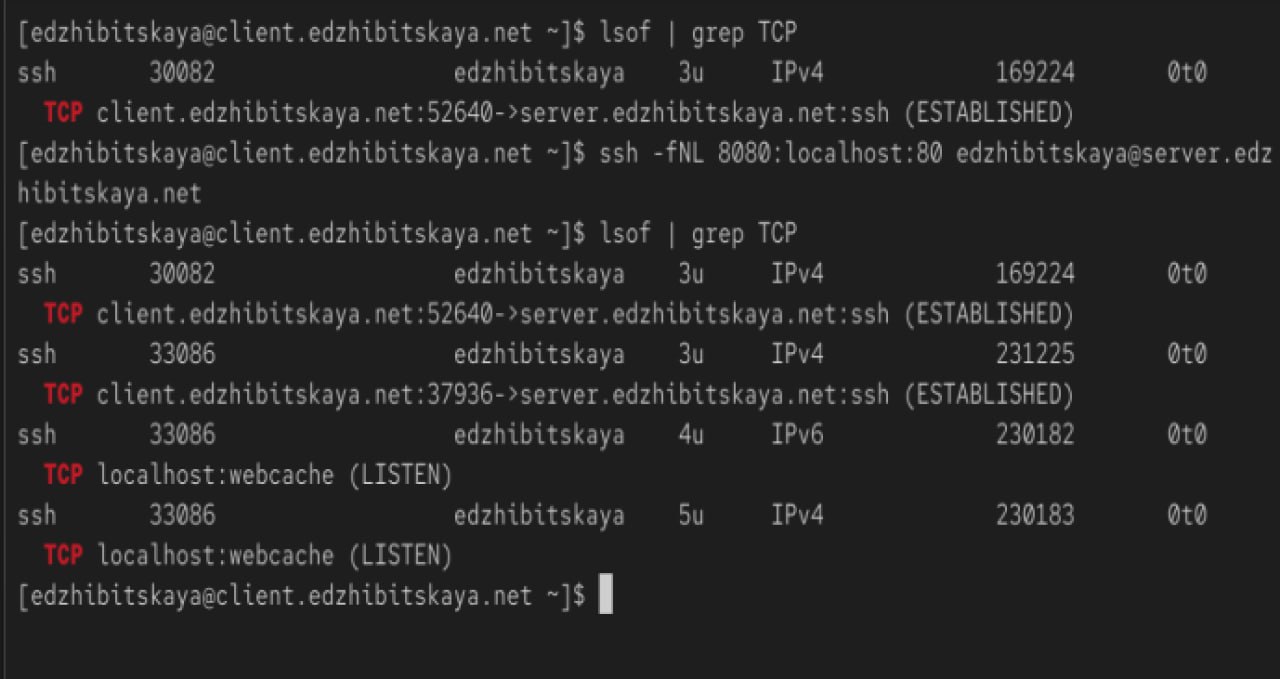 [edzhibitskaya@client.edzhibitskaya.net ~]$ lsof | grep TCP
ssh       30082                  edzhibitskaya    3u     IPv4             169224       0t0
  TCP client.edzhibitskaya.net:52640->server.edzhibitskaya.net:ssh (ESTABLISHED)
[edzhibitskaya@client.edzhibitskaya.net ~]$ ssh -fNL 8080:localhost:80 edzhibitskaya@server.edz
hibitskaya.net
[edzhibitskaya@client.edzhibitskaya.net ~]$ lsof | grep TCP
ssh       30082                  edzhibitskaya    3u     IPv4             169224       0t0
  TCP client.edzhibitskaya.net:52640->server.edzhibitskaya.net:ssh (ESTABLISHED)
ssh       33086                  edzhibitskaya    3u     IPv4             231225       0t0
  TCP client.edzhibitskaya.net:37936->server.edzhibitskaya.net:ssh (ESTABLISHED)
ssh       33086                  edzhibitskaya    4u     IPv6             230182       0t0
  TCP localhost:webcache (LISTEN)
ssh       33086                  edzhibitskaya    5u     IPv4             230183       0t0
  TCP localhost:webcache (LISTEN)
[edzhibitskaya@client.edzhibitskaya.net ~]$